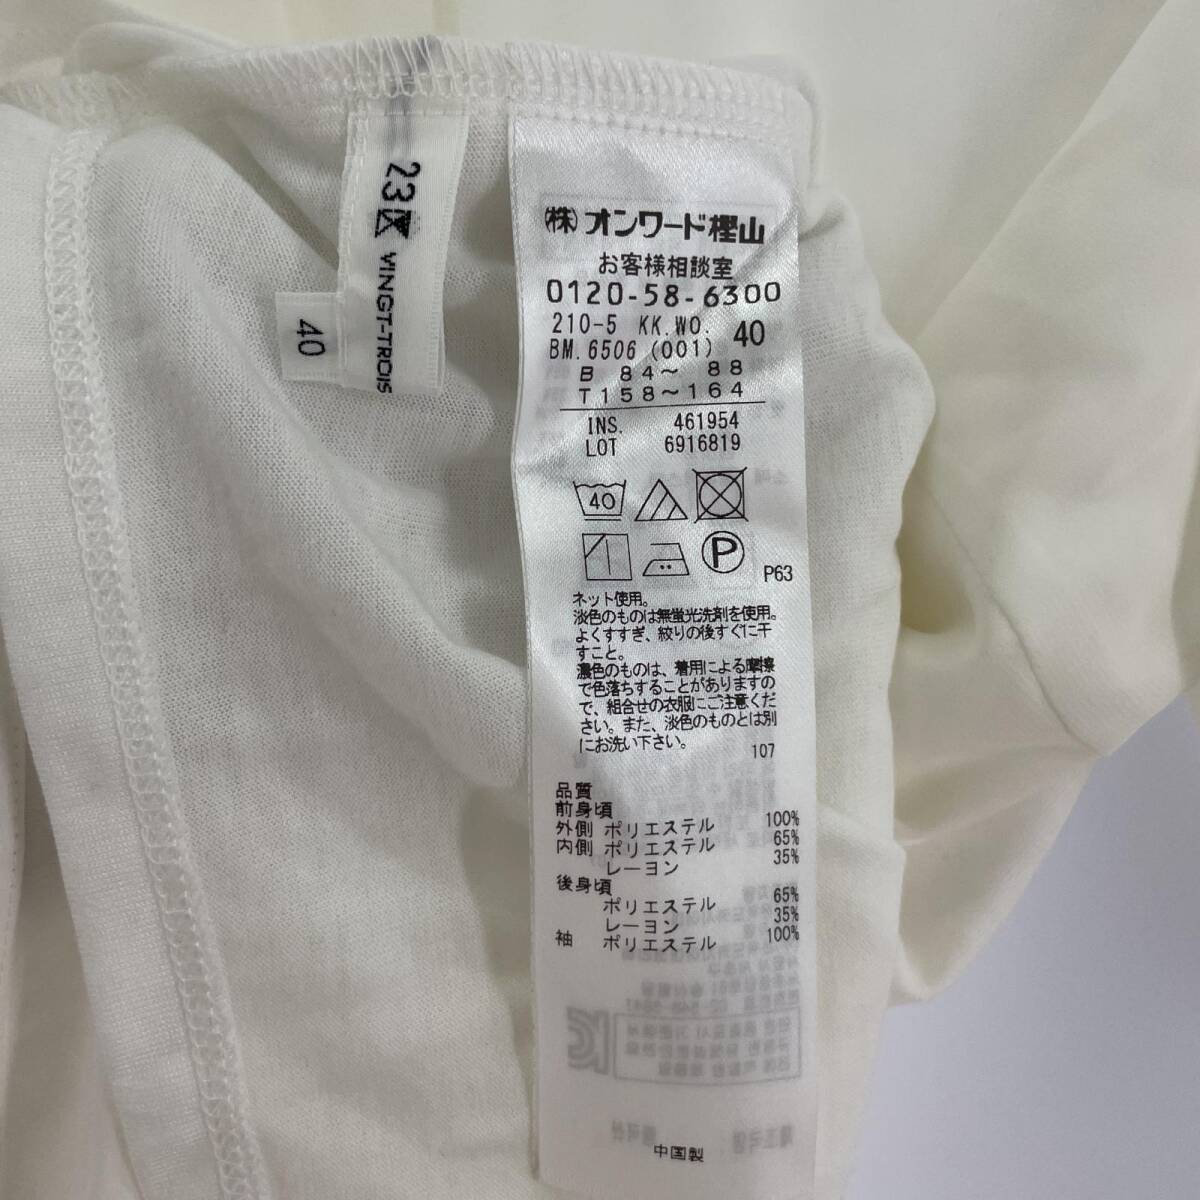 23K VINGT-TROIS
40
(株)オンワード樫山
お客様相談室
0120-58-6300
210-5 KK.WO. 40
BM.6506 (001)
B 84～ 88
T158～164
INS. 461954
LOT 6916819
40
P
P63
ネット使用。
淡色のものは無蛍光洗剤を使用。
よくすすぎ、絞りの後すぐに干
すこと。
濃色のものは、着用による摩擦
で色落ちすることがありますの
で、組合せの衣服にご注意くだ
さい。また、淡色のものとは別
にお洗い下さい。
107
品質
前身頃
外側 ポリエステル 100%
内側 ポリエステル 65%
レーヨン 35%
後身頃
ポリエステル 65%
レーヨン 35%
袖 ポリエステル 100%
中国製